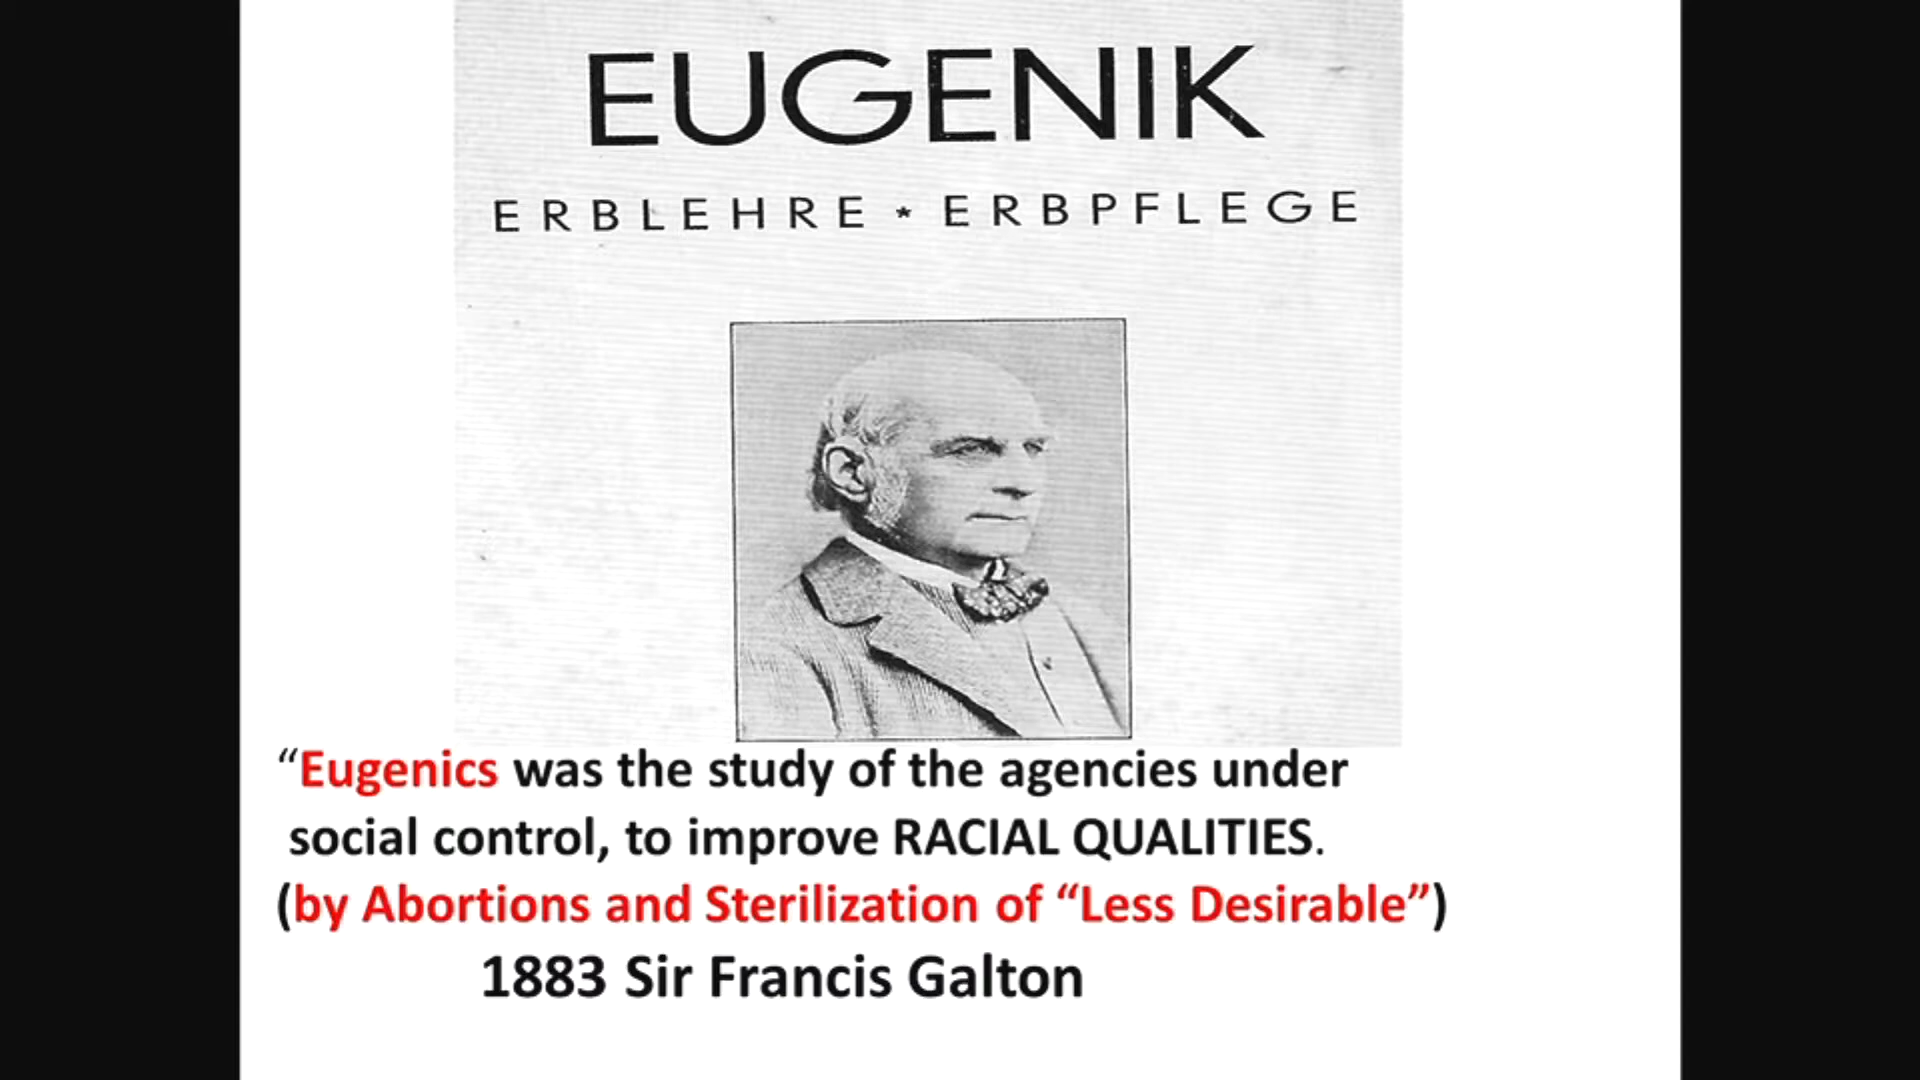 EUGENIK
ERBLEHRE * ERBPFLEGE
“Eugenics was the study of the agencies under
social control, to improve RACIAL QUALITIES.
(by Abortions and Sterilization of “Less Desirable”)
1883 Sir Francis Galton